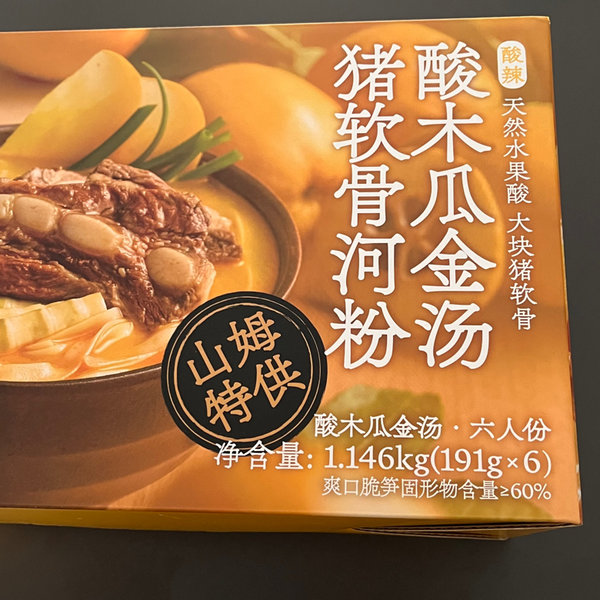 酸辣
酸木瓜金汤
猪软骨河粉
天然水果酸 大块猪软骨
山姆
特供
酸木瓜金汤·六人份
净含量: 1.146kg(191g×6)
爽口脆笋固形物含量≥60%